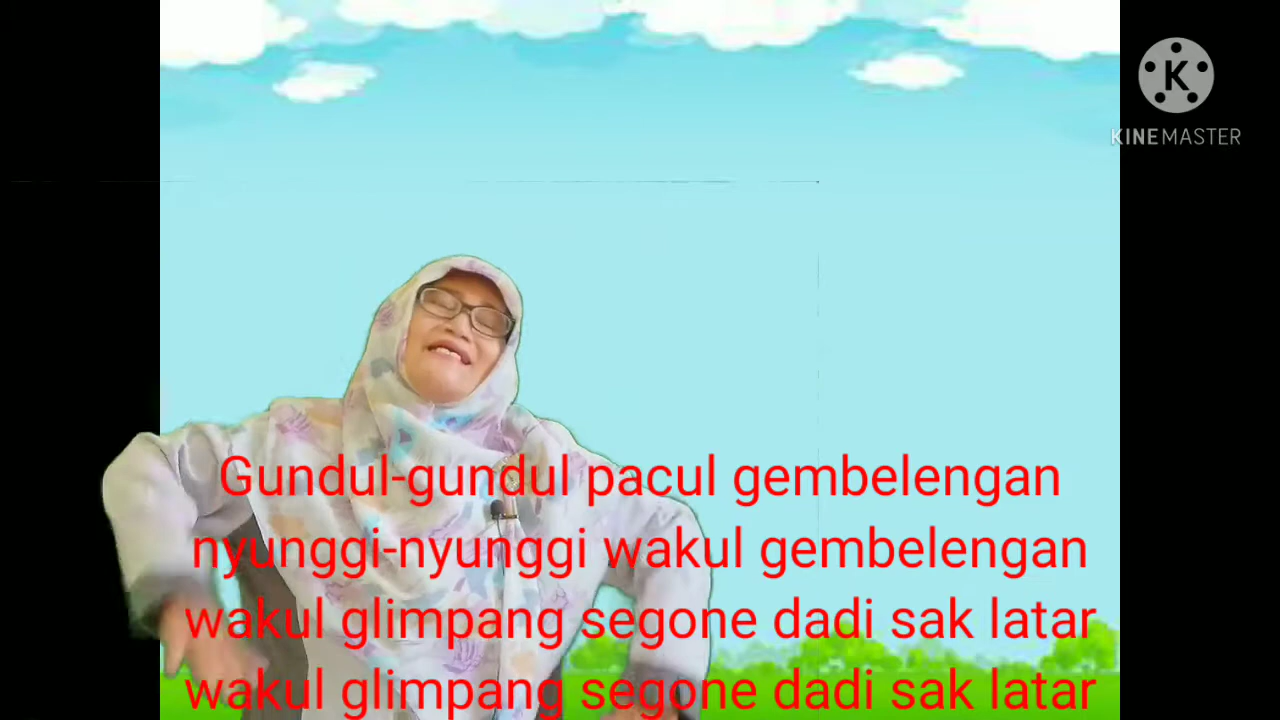 KINEMASTER
Gundul-gundul pacul gembelengan
nyunggi-nyunggi wakul gembelengan
wakul glimpang segone dadi sak latar
wakul glimpang segone dadi sak latar